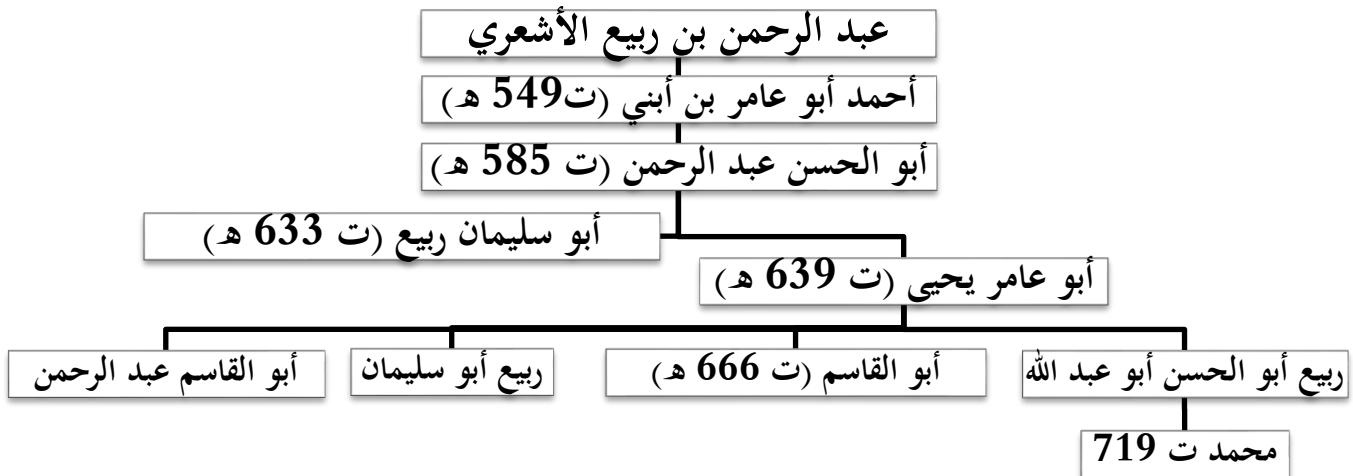 عبد الرحمن بن ربيع الأشعري
أحمد أبو عامر بن أبني (ت549 هـ)
أبو الحسن عبد الرحمن (ت 585 هـ)
أبو سليمان ربيع (ت 633 هـ)
أبو عامر يحيى (ت 639 هـ)
ربيع أبو الحسن أبو عبد الله
أبو القاسم (ت 666 هـ)
ربيع أبو سليمان
أبو القاسم عبد الرحمن
محمد ت 719